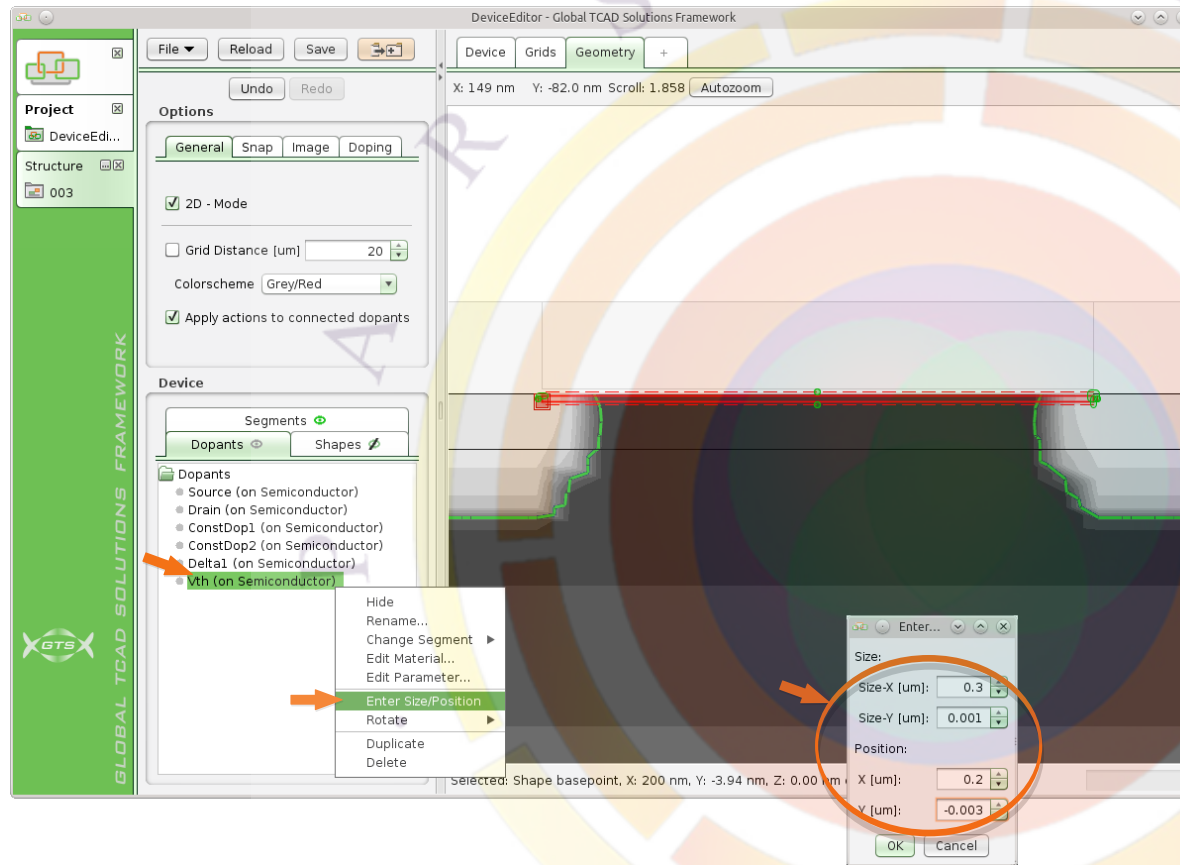 DeviceEditor - Global TCAD Solutions Framework
File
Reload
Save
Undo
Redo
Project
DeviceEdi...
Structure
003
Options
General
Snap
Image
Doping
2D - Mode
Grid Distance [um]
20
Colorscheme
Grey/Red
Apply actions to connected dopants
Device
Segments
Dopants
Shapes
Dopants
Source (on Semiconductor)
Drain (on Semiconductor)
ConstDop1 (on Semiconductor)
ConstDop2 (on Semiconductor)
Delta1 (on Semiconductor)
Vth (on Semiconductor)
Hide
Rename...
Change Segment
Edit Material...
Edit Parameter...
Enter Size/Position
Rotate
Duplicate
Delete
GTS
GLOBAL TCAD SOLUTIONS FRAMEWORK
Device
Grids
Geometry
+
X: 149 nm Y: -82.0 nm Scroll: 1.858
Autozoom
Selected: Shape basepoint, X: 200 nm, Y: -3.94 nm, Z: 0.00 nm
Enter...
Size:
Size-X [um]: 0.3
Size-Y [um]: 0.001
Position:
X [um]: 0.2
Y [um]: -0.003
OK
Cancel
P A R S